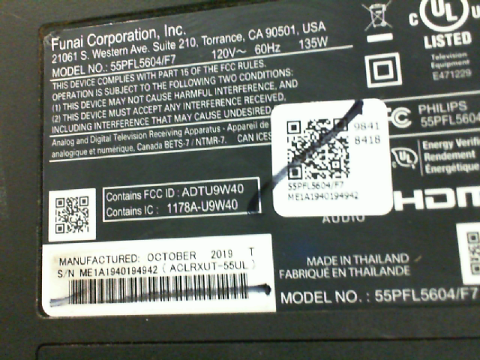 Funai Corporation, Inc.
21061 S. Western Ave. Suite 210, Torrance, CA 90501, USA
MODEL NO.: 55PFL5604/F7 120V~ 60Hz 135W
THIS DEVICE COMPLIES WITH PART 15 OF THE FCC RULES.
OPERATION IS SUBJECT TO THE FOLLOWING TWO CONDITIONS:
(1) THIS DEVICE MAY NOT CAUSE HARMFUL INTERFERENCE, AND
(2) THIS DEVICE MUST ACCEPT ANY INTERFERENCE RECEIVED,
INCLUDING INTERFERENCE THAT MAY CAUSE UNDESIRED
Analog and Digital Television Receiving Apparatus - Appareil de
analogique et numérique, Canada BETS-7 / NTMR-7. CAN ICES
c UL
LISTED
Television
Equipment
E471229
FC PHILIPS
55PFL5604
9841
8418
55PFL5604/F7
ME1A1940194942
UL
Energy Verified
Rendement
Énergétique
HDMI
AUDIO
Contains FCC ID : ADTU9W40
Contains IC : 1178A-U9W40
MANUFACTURED: OCTOBER 2019 T
S/N ME1A1940194942 (ACLRXUT-55UL)
MADE IN THAILAND
FABRIQUÉ EN THAÏLANDE
MODEL NO. : 55PFL5604/F7